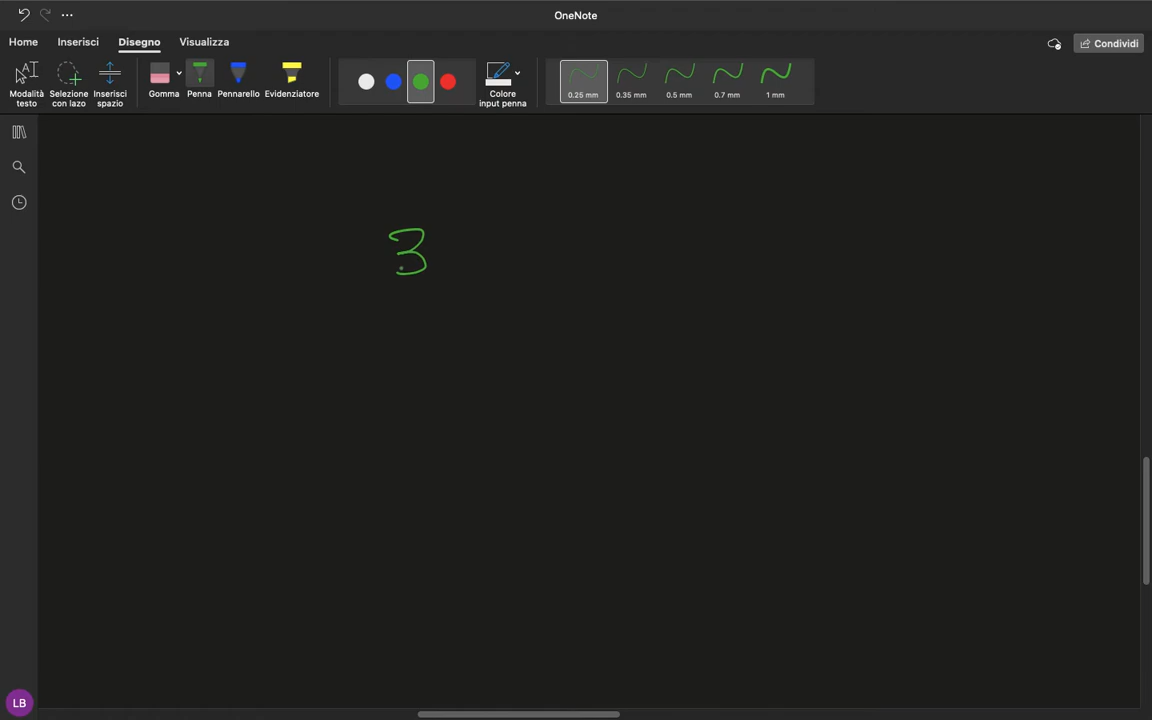 OneNote
Home Inserisci Disegno Visualizza
Condividi
Modalità testo
Selezione con lazo
Inserisci spazio
Gomma
Penna
Pennarello
Evidenziatore
Colore input penna
0.25 mm
0.35 mm
0.5 mm
0.7 mm
1 mm
3
LB